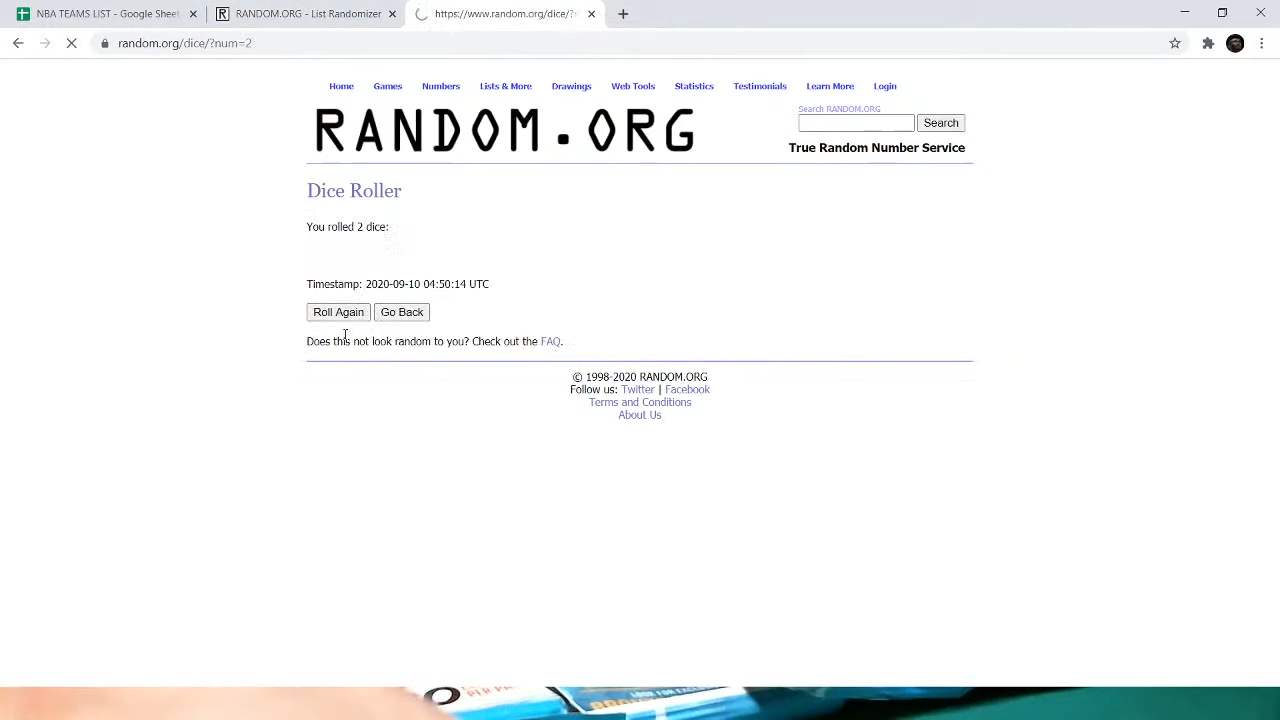 NBA TEAMS LIST - Google Sheet
RANDOM.ORG - List Randomizer
https://www.random.org/dice/?
random.org/dice/?num=2
Home Games Numbers Lists & More Drawings Web Tools Statistics Testimonials Learn More Login
RANDOM.ORG
Search RANDOM.ORG
Search
True Random Number Service
Dice Roller
You rolled 2 dice:
Timestamp: 2020-09-10 04:50:14 UTC
Roll Again Go Back
Does this not look random to you? Check out the FAQ.
© 1998-2020 RANDOM.ORG
Follow us: Twitter | Facebook
Terms and Conditions
About Us
PER PA
LOOK FOR